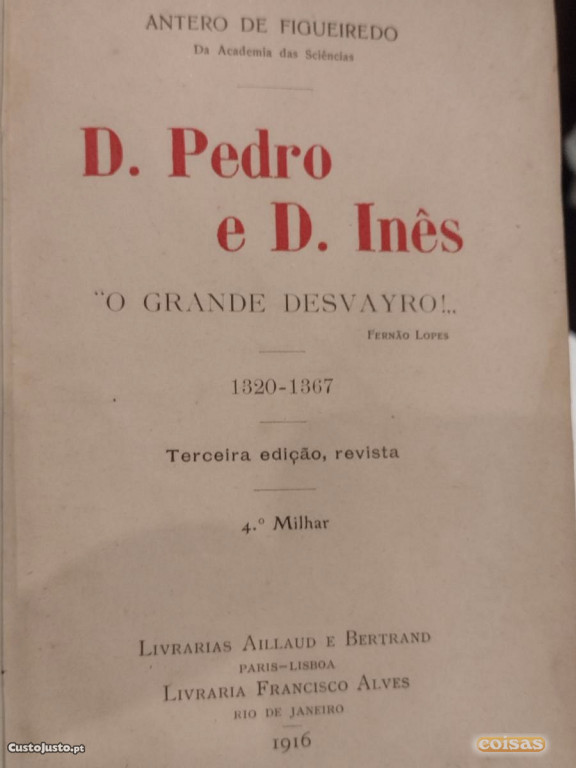 ANTERO DE FIGUEIREDO
Da Academia das Sciências
D. Pedro
e D. Inês
"O GRANDE DESVAYRO!..
FERNÃO LOPES
1320-1367
Terceira edição, revista
4.º Milhar
LIVRARIAS AILLAUD E BERTRAND
PARIS-LISBOA
LIVRARIA FRANCISCO ALVES
RIO DE JANEIRO
1916
CustoJusto.pt
coisas